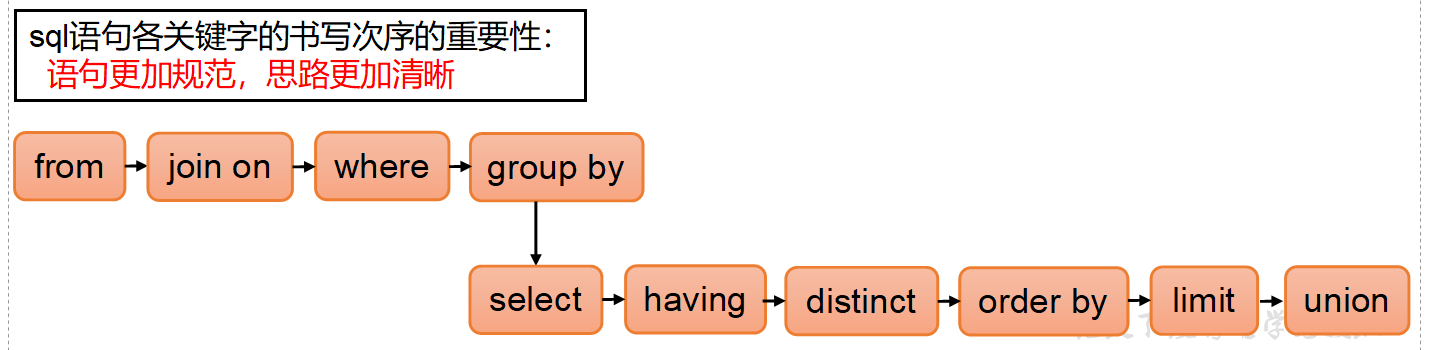 sql语句各关键字的书写次序的重要性：
语句更加规范，思路更加清晰
from
join on
where
group by
select
having
distinct
order by
limit
union